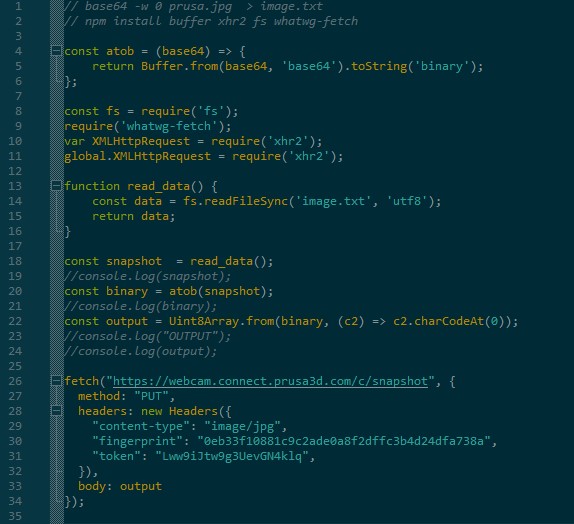 1 // base64 -w 0 prusa.jpg  > image.txt
2 // npm install buffer xhr2 fs whatwg-fetch
3
4 const atob = (base64) => {
5     return Buffer.from(base64, 'base64').toString('binary');
6 };
7
8 const fs = require('fs');
9 require('whatwg-fetch');
10 var XMLHttpRequest = require('xhr2');
11 global.XMLHttpRequest = require('xhr2');
12
13 function read_data() {
14     const data = fs.readFileSync('image.txt', 'utf8');
15     return data;
16 }
17
18 const snapshot  = read_data();
19 //console.log(snapshot);
20 const binary = atob(snapshot);
21 //console.log(binary);
22 const output = Uint8Array.from(binary, (c2) => c2.charCodeAt(0));
23 //console.log("OUTPUT");
24 //console.log(output);
25
26 fetch("https://webcam.connect.prusa3d.com/c/snapshot", {
27   method: "PUT",
28   headers: new Headers({
29     "content-type": "image/jpg",
30     "fingerprint": "0eb33f10881c9c2ade0a8f2dffc3b4d24dfa738a",
31     "token": "Lww9iJtw9g3UevGN4klq",
32   }),
33   body: output
34 });
35